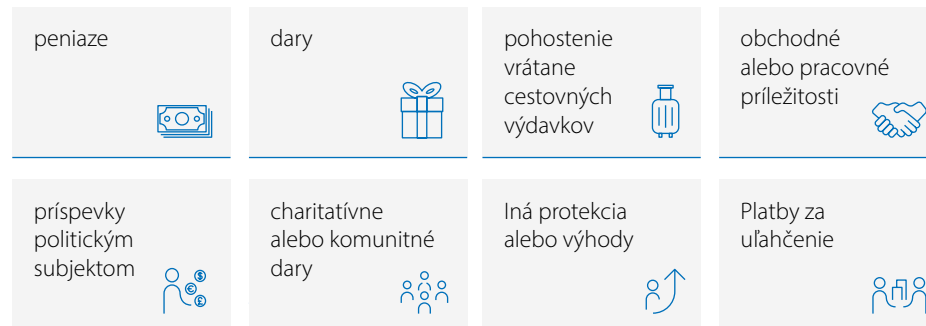 peniaze
dary
pohostenie
vrátane
cestovných
výdavkov
obchodné
alebo pracovné
príležitosti
príspevky
politickým
subjektom
charitatívne
alebo komunitné
dary
Iná protekcia
alebo výhody
Platby za
uľahčenie